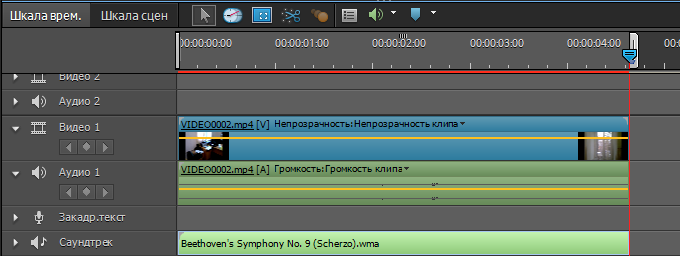 Шкала врем. Шкала сцен
00:00:00:00 00:00:01:00 00:00:02:00 00:00:03:00 00:00:04:00 00:00
Видео 2
Аудио 2
Видео 1
VIDEO0002.mp4 [V] Непрозрачность:Непрозрачность клипа
Аудио 1
VIDEO0002.mp4 [A] Громкость:Громкость клипа
Закадр.текст
Саундтрек
Beethoven's Symphony No. 9 (Scherzo).wma